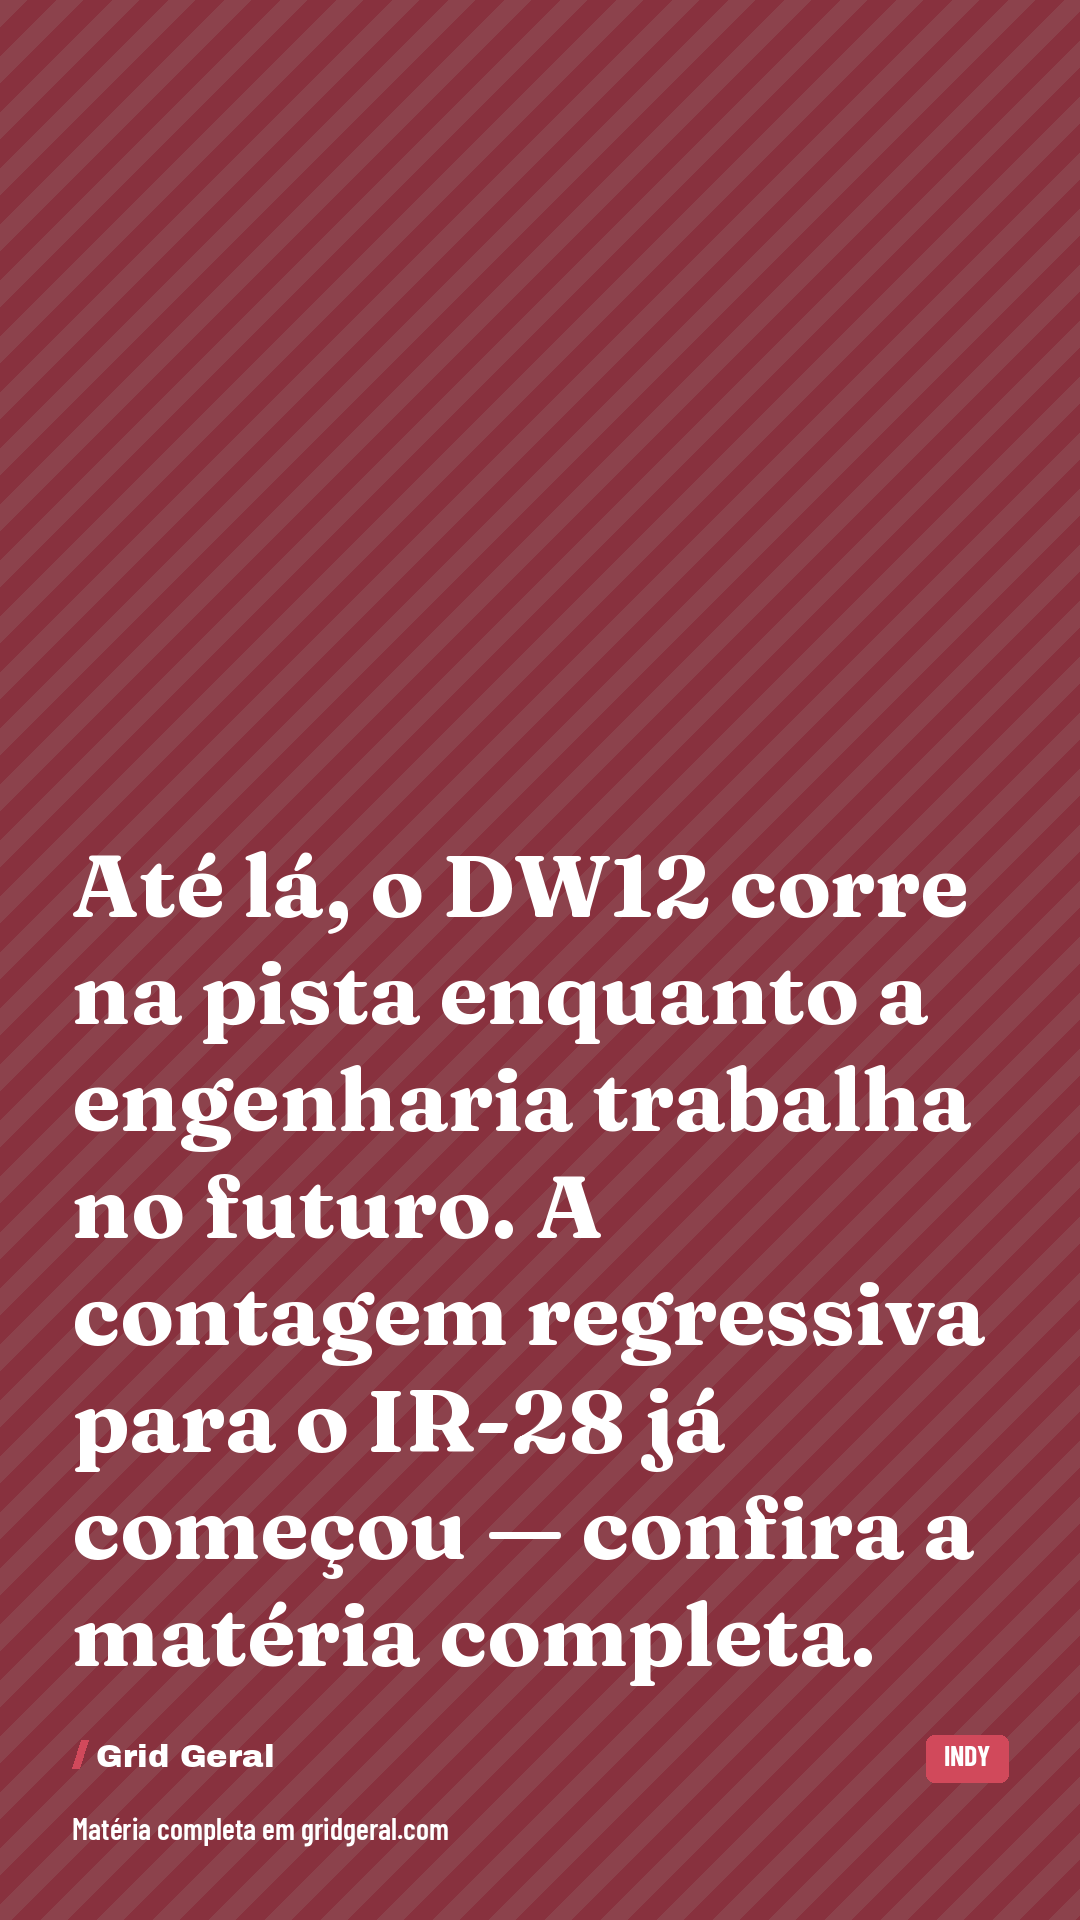 Até lá, o DW12 corre
na pista enquanto a
engenharia trabalha
no futuro. A
contagem regressiva
para o IR-28 já
começou — confira a
matéria completa.
/ Grid Geral
INDY
Matéria completa em gridgeral.com